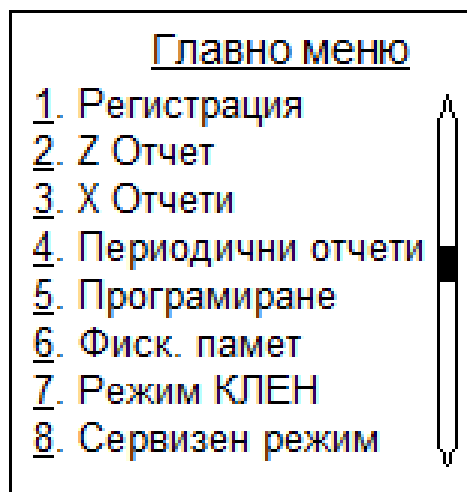 Главно меню
1. Регистрация
2. Z Отчет
3. X Отчети
4. Периодични отчети
5. Програмиране
6. Фиск. памет
7. Режим КЛЕН
8. Сервизен режим